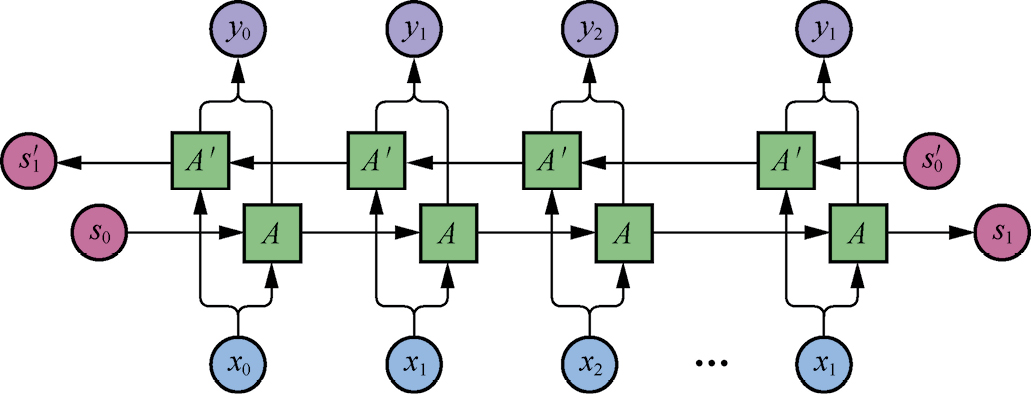 y₀ y₁ y₂ y₁
s′₁ A′ A′ A′ A′ s′₀
s₀ A A A A s₁
x₀ x₁ x₂ ... x₁